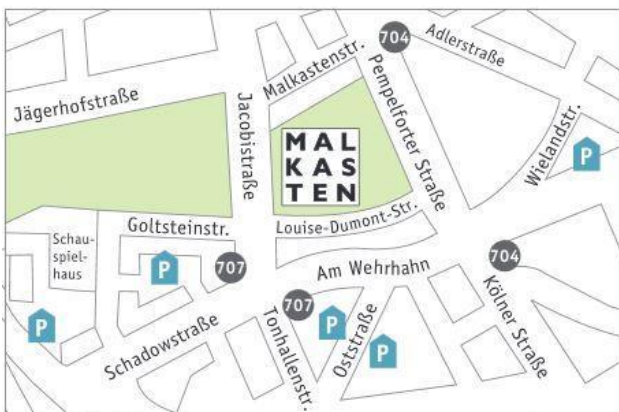 704
Adlerstraße
Malkastenstr.
Jägerhofstraße
Jacobistraße
Pempelforter Straße
Wielandstr.
MAL
KAS
TEN
P
Goltsteinstr.
Louise-Dumont-Str.
Schau-
spiel-
haus
P
707
Am Wehrhahn
704
P
Schadowstraße
707
Tonhallenstr.
P
Oststraße
P
Kölner Straße